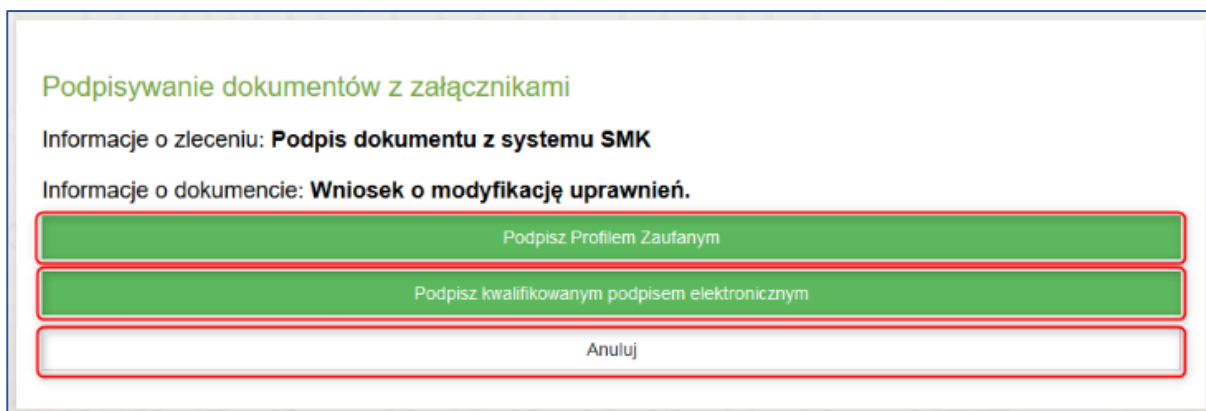 Podpisywanie dokumentów z załącznikami
Informacje o zleceniu: Podpis dokumentu z systemu SMK
Informacje o dokumencie: Wniosek o modyfikację uprawnień.
Podpisz Profilem Zaufanym
Podpisz kwalifikowanym podpisem elektronicznym
Anuluj